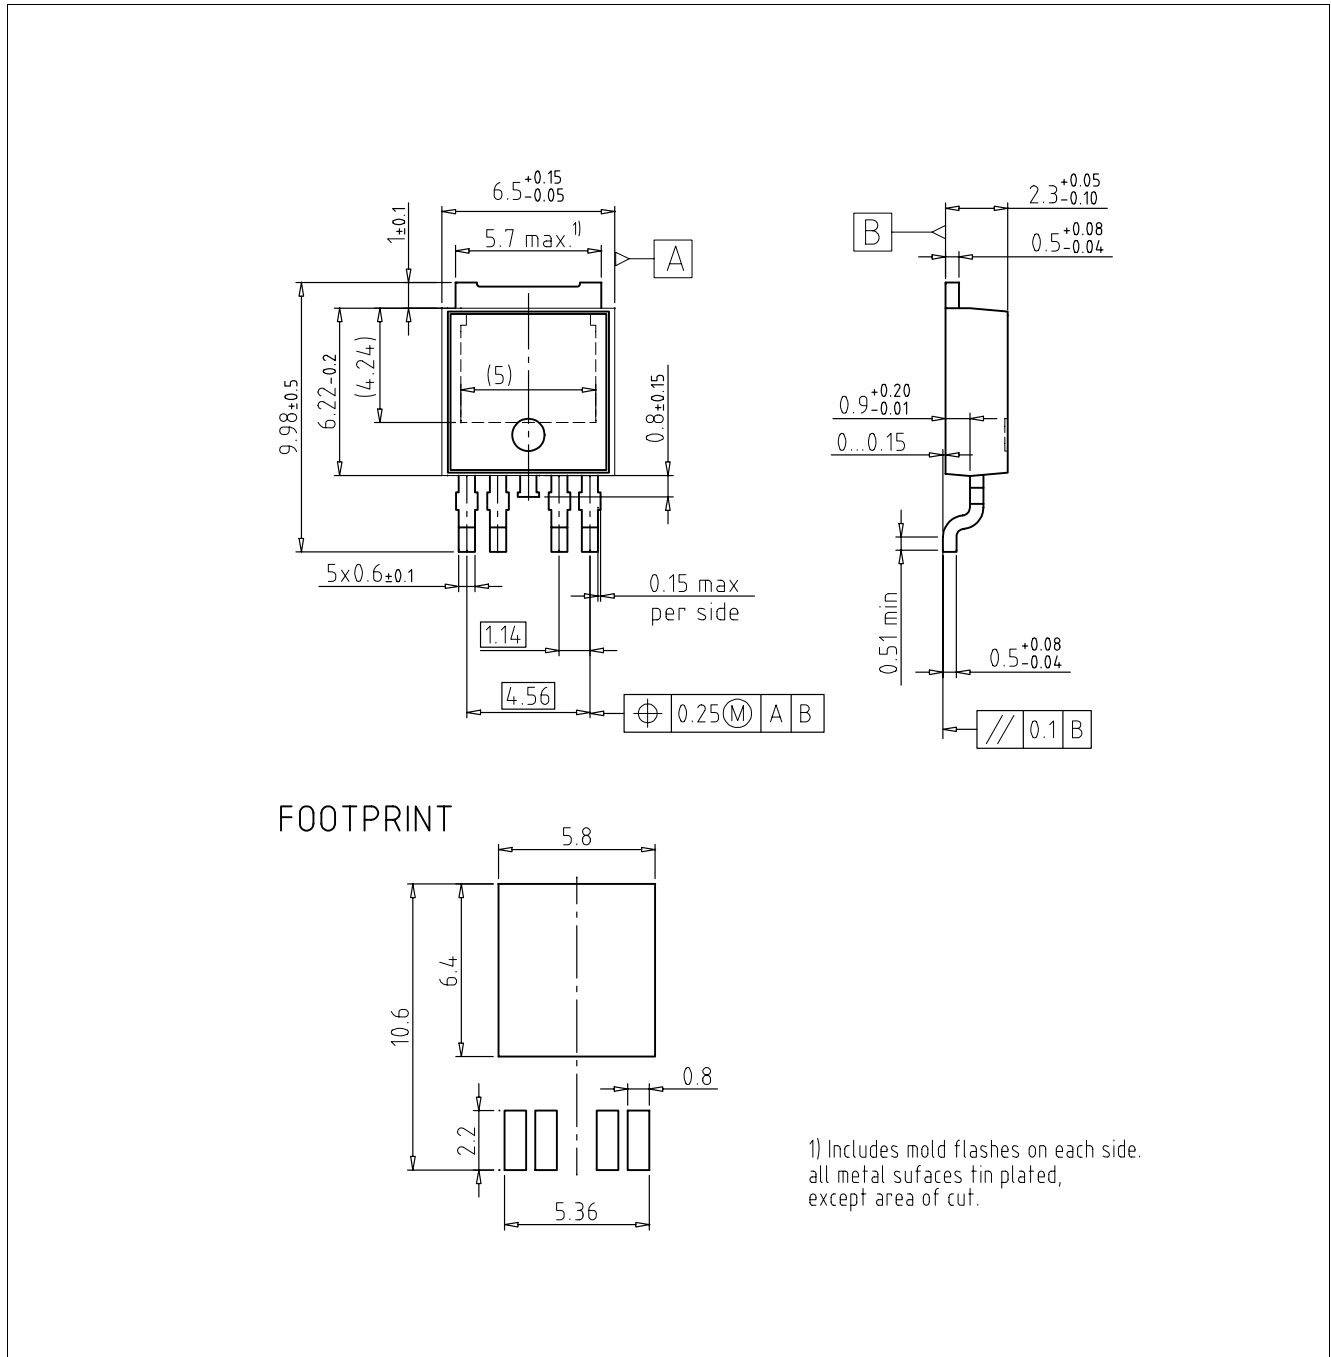 6.5 +0.15 -0.05
5.7 max. 1)
1±0.1
A
9.98±0.5
6.22-0.2
(4.24)
(5)
0.8±0.15
5x0.6±0.1
0.15 max
per side
1.14
4.56
0.25 M A B
2.3 +0.05 -0.10
B
0.5 +0.08 -0.04
0.9 +0.20 -0.01
0...0.15
0.51 min
0.5 +0.08 -0.04
// 0.1 B
FOOTPRINT
5.8
6.4
10.6
0.8
2.2
5.36
1) Includes mold flashes on each side.
all metal sufaces tin plated,
except area of cut.